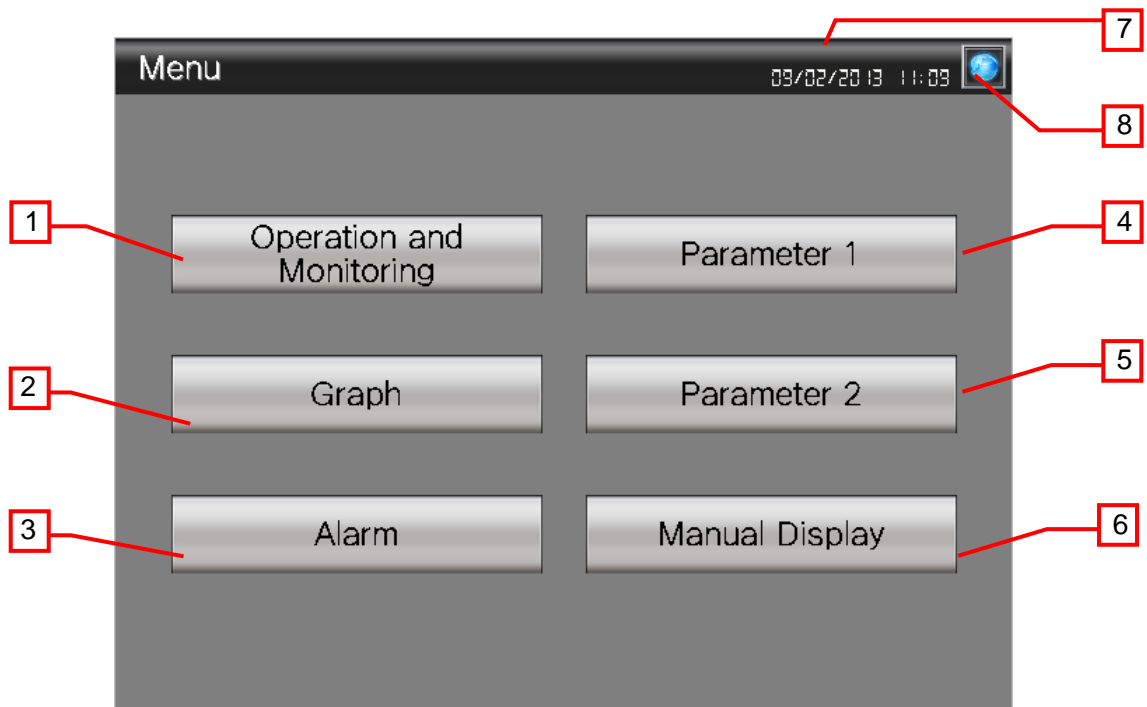 7
Menu
09/02/2013 11:09
8
1
Operation and
Monitoring
Parameter 1
4
2
Graph
Parameter 2
5
3
Alarm
Manual Display
6